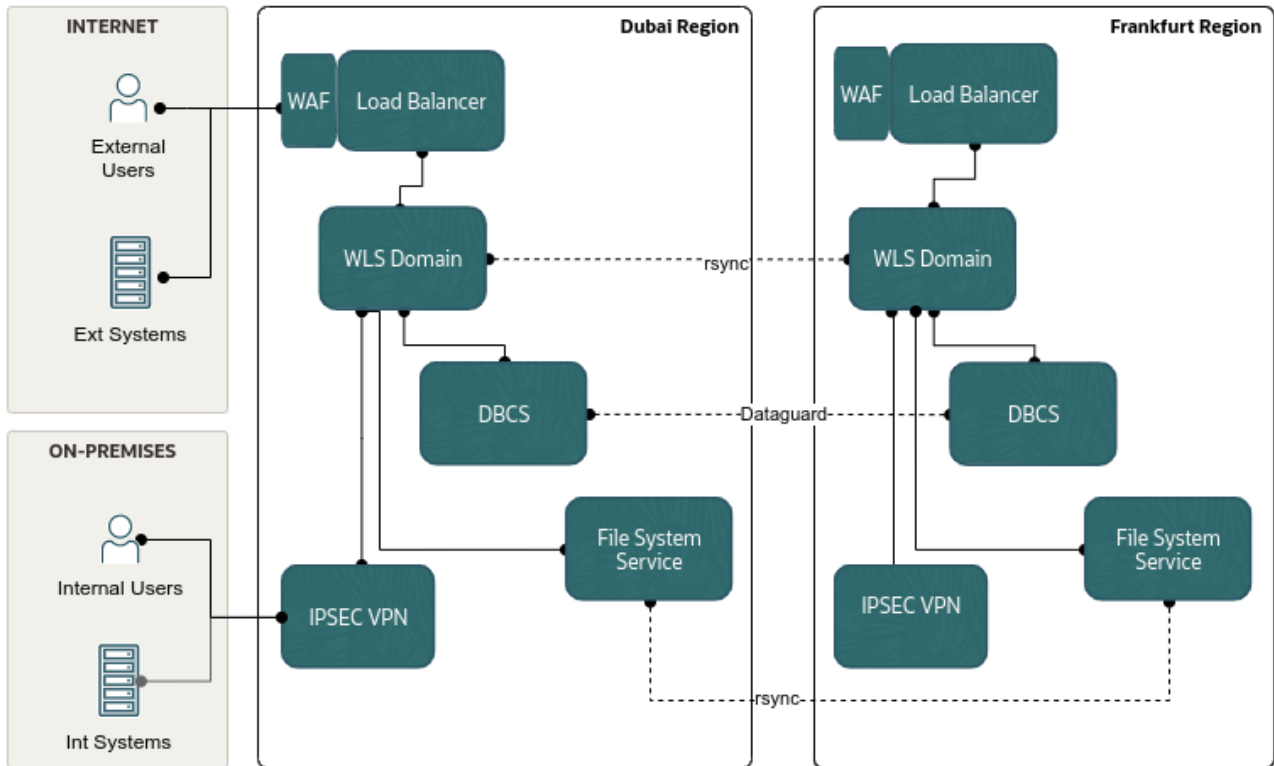 INTERNET
External
Users
Ext Systems
ON-PREMISES
Internal Users
Int Systems
Dubai Region
WAF
Load Balancer
WLS Domain
DBCS
File System
Service
IPSEC VPN
rsync
Dataguard
rsync
Frankfurt Region
WAF
Load Balancer
WLS Domain
DBCS
File System
Service
IPSEC VPN